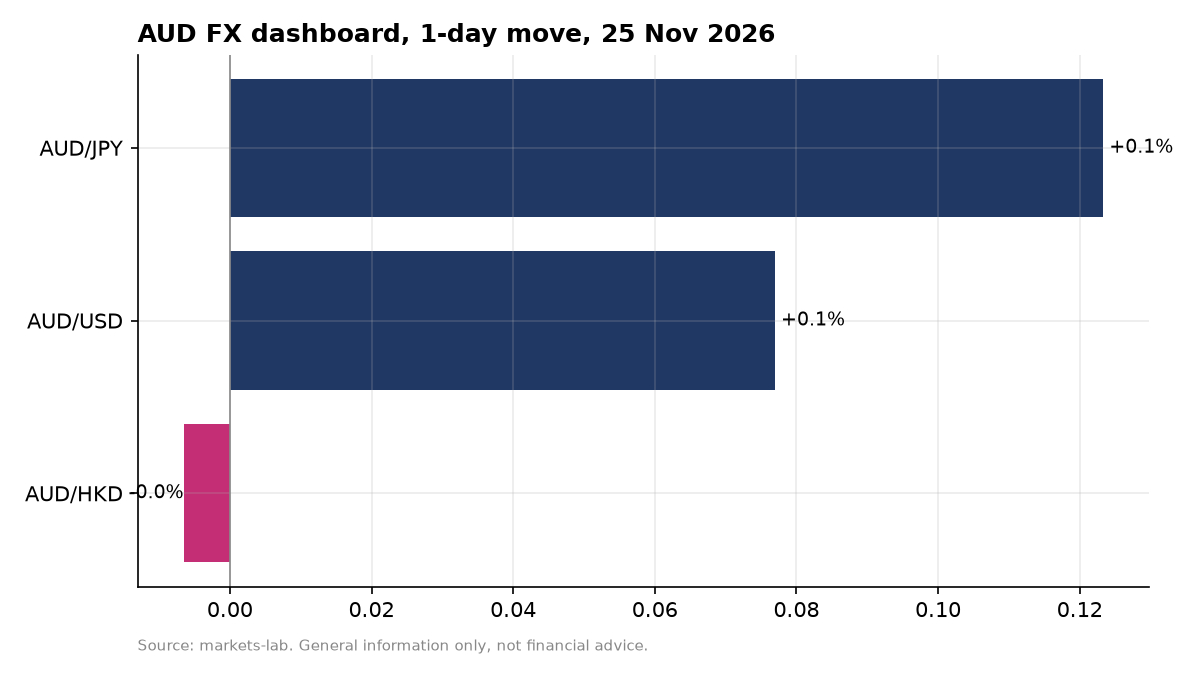 AUD FX dashboard, 1-day move, 25 Nov 2026
AUD/JPY
+0.1%
AUD/USD
+0.1%
AUD/HKD
-0.0%
0.00 0.02 0.04 0.06 0.08 0.10 0.12
Source: markets-lab. General information only, not financial advice.